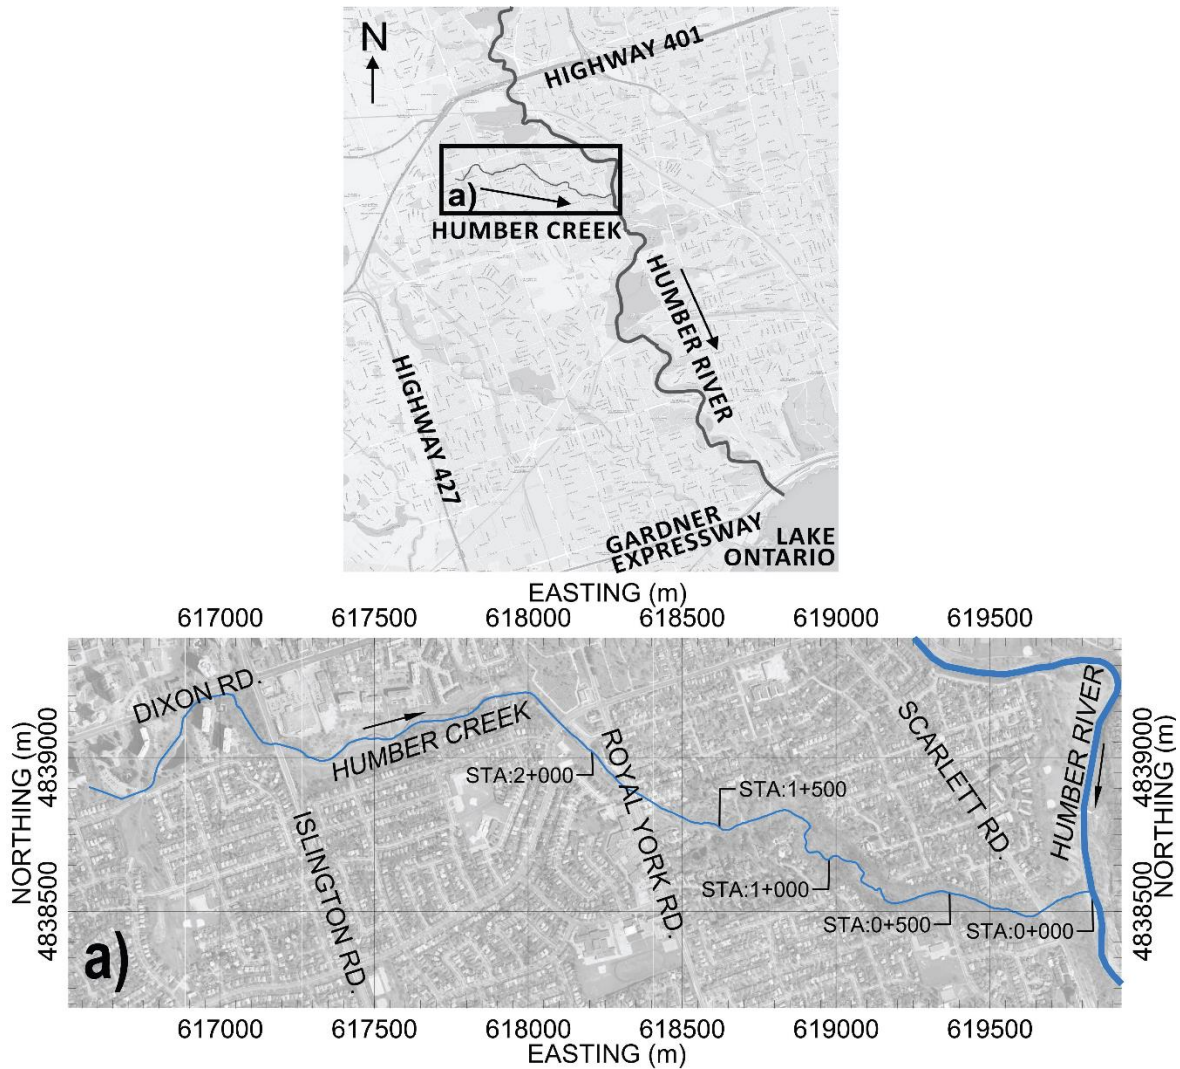 N
HIGHWAY 401
a)
HUMBER CREEK
HUMBER RIVER
HIGHWAY 427
GARDNER
EXPRESSWAY
LAKE
ONTARIO
EASTING (m)
617000 617500 618000 618500 619000 619500
NORTHING (m)
4839000
4838500
DIXON RD.
HUMBER CREEK
ISLINGTON RD.
STA:2+000
ROYAL YORK RD.
STA:1+500
STA:1+000
SCARLETT RD.
STA:0+500
STA:0+000
HUMBER RIVER
4839000
4838500
NORTHING (m)
a)
617000 617500 618000 618500 619000 619500
EASTING (m)